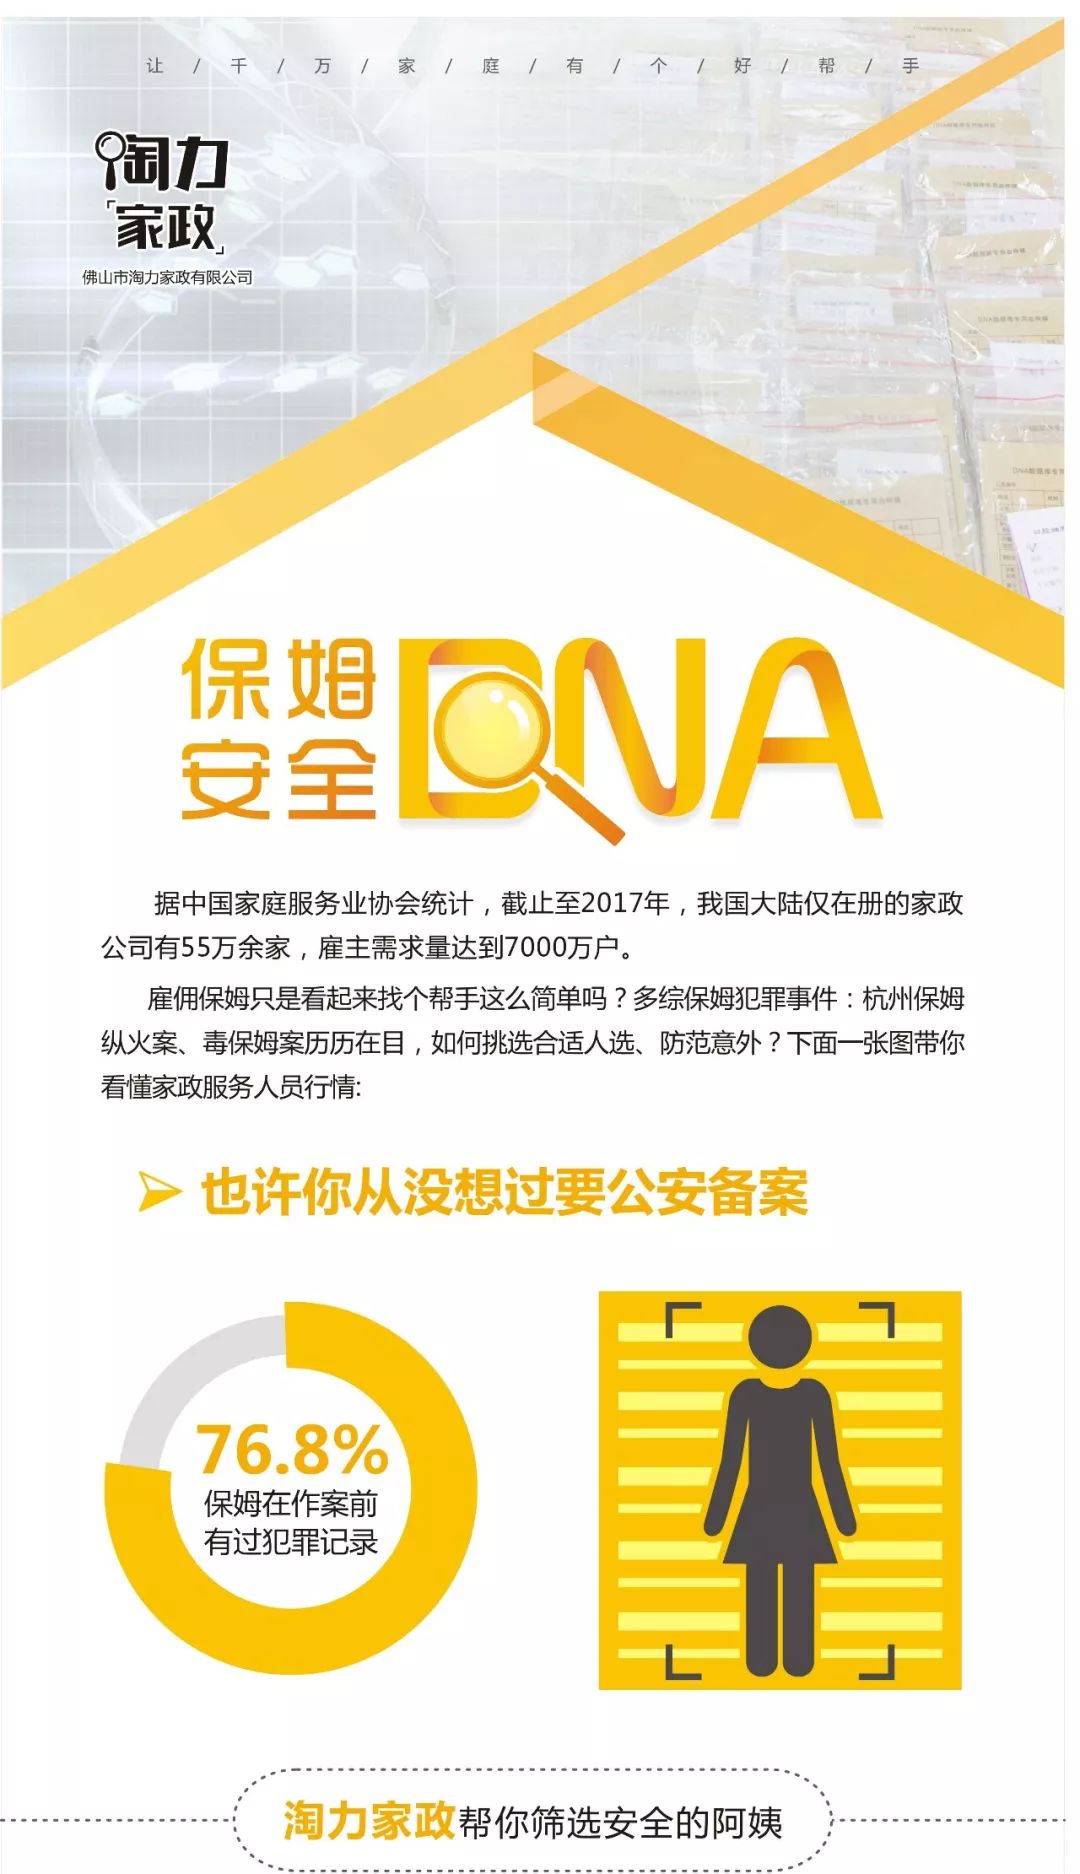 让 / 千 / 万 / 家 / 庭 / 有 / 个 / 好 / 帮 / 手
淘力
「家政」
佛山市淘力家政有限公司
保姆
安全
DNA
据中国家庭服务业协会统计，截止至2017年，我国大陆仅在册的家政
公司有55万余家，雇主需求量达到7000万户。
雇佣保姆只是看起来找个帮手这么简单吗？多综保姆犯罪事件：杭州保姆
纵火案、毒保姆案历历在目，如何挑选合适人选、防范意外？下面一张图带你
看懂家政服务人员行情:
也许你从没想过要公安备案
76.8%
保姆在作案前
有过犯罪记录
淘力家政帮你筛选安全的阿姨